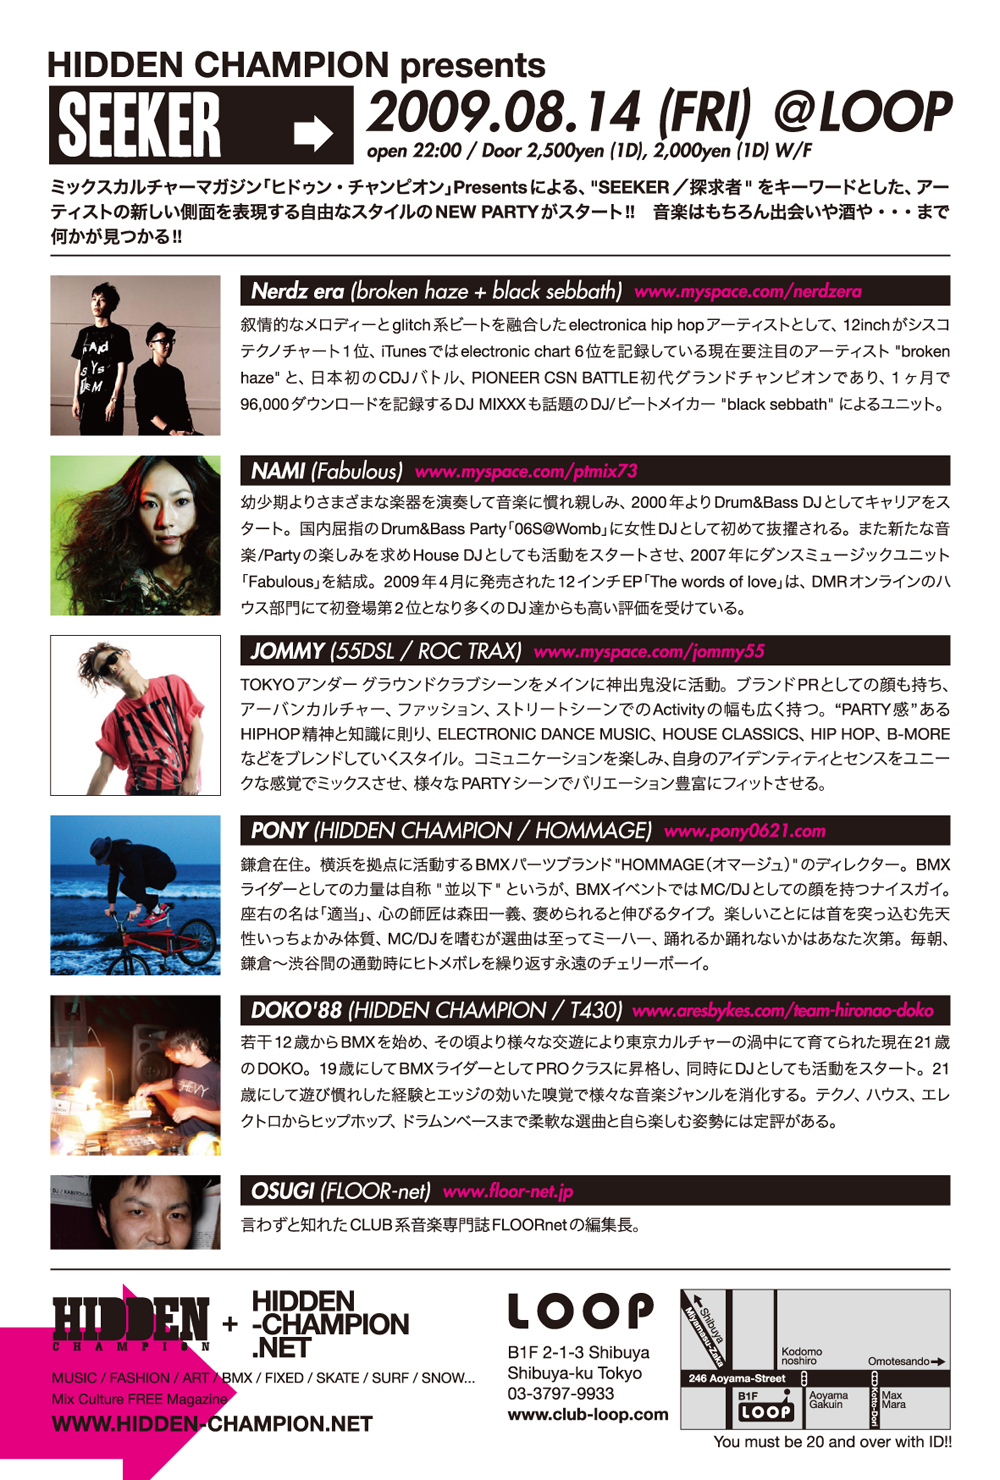 HIDDEN CHAMPION presents
SEEKER
2009.08.14 (FRI) @LOOP
open 22:00 / Door 2,500yen (1D), 2,000yen (1D) W/F
ミックスカルチャーマガジン「ヒドゥン・チャンピオン」Presentsによる、"SEEKER／探求者" をキーワードとした、アー
ティストの新しい側面を表現する自由なスタイルのNEW PARTYがスタート!!　音楽はもちろん出会いや酒や・・・まで
何かが見つかる!!
Nerdz era (broken haze + black sebbath) www.myspace.com/nerdzera
叙情的なメロディーとglitch系ビートを融合したelectronica hip hopアーティストとして、12inchがシスコ
テクノチャート1位、iTunesではelectronic chart 6位を記録している現在要注目のアーティスト "broken
haze" と、日本初のCDJバトル、PIONEER CSN BATTLE初代グランドチャンピオンであり、1ヶ月で
96,000ダウンロードを記録するDJ MIXXXも話題のDJ/ビートメイカー "black sebbath" によるユニット。
NAMI (Fabulous) www.myspace.com/ptmix73
幼少期よりさまざまな楽器を演奏して音楽に慣れ親しみ、2000年よりDrum&Bass DJとしてキャリアをス
タート。国内屈指のDrum&Bass Party「06S@Womb」に女性DJとして初めて抜擢される。また新たな音
楽/Partyの楽しみを求めHouse DJとしても活動をスタートさせ、2007年にダンスミュージックユニット
「Fabulous」を結成。2009年4月に発売された12インチEP「The words of love」は、DMRオンラインのハ
ウス部門にて初登場第2位となり多くのDJ達からも高い評価を受けている。
JOMMY (55DSL / ROC TRAX) www.myspace.com/jommy55
TOKYOアンダーグラウンドクラブシーンをメインに神出鬼没に活動。ブランドPRとしての顔も持ち、
アーバンカルチャー、ファッション、ストリートシーンでのActivityの幅も広く持つ。“PARTY感”ある
HIPHOP精神と知識に則り、ELECTRONIC DANCE MUSIC、HOUSE CLASSICS、HIP HOP、B-MORE
などをブレンドしていくスタイル。コミュニケーションを楽しみ、自身のアイデンティティとセンスをユニー
クな感覚でミックスさせ、様々なPARTYシーンでバリエーション豊富にフィットさせる。
PONY (HIDDEN CHAMPION / HOMMAGE) www.pony0621.com
鎌倉在住。横浜を拠点に活動するBMXパーツブランド"HOMMAGE(オマージュ)"のディレクター。BMX
ライダーとしての力量は自称 "並以下" というが、BMXイベントではMC/DJとしての顔を持つナイスガイ。
座右の名は「適当」、心の師匠は森田一義、褒められると伸びるタイプ。楽しいことには首を突っ込む先天
性いっちょかみ体質、MC/DJを嗜むが選曲は至ってミーハー、踊れるか踊れないかはあなた次第。毎朝、
鎌倉〜渋谷間の通勤時にヒトメボレを繰り返す永遠のチェリーボーイ。
DOKO'88 (HIDDEN CHAMPION / T430) www.aresbykes.com/team-hironao-doko
若干12歳からBMXを始め、その頃より様々な交遊により東京カルチャーの渦中にて育てられた現在21歳
のDOKO。19歳にしてBMXライダーとしてPROクラスに昇格し、同時にDJとしても活動をスタート。21
歳にして遊び慣れした経験とエッジの効いた嗅覚で様々な音楽ジャンルを消化する。テクノ、ハウス、エレ
クトロからヒップホップ、ドラムンベースまで柔軟な選曲と自ら楽しむ姿勢には定評がある。
OSUGI (FLOOR-net) www.floor-net.jp
言わずと知れたCLUB系音楽専門誌FLOORnetの編集長。
HIDDEN
CHAMPION
+
HIDDEN
-CHAMPION
.NET
MUSIC / FASHION / ART / BMX / FIXED / SKATE / SURF / SNOW...
Mix Culture FREE Magazine
WWW.HIDDEN-CHAMPION.NET
LOOP
B1F 2-1-3 Shibuya
Shibuya-ku Tokyo
03-3797-9933
www.club-loop.com
Shibuya
Miyamasu-Zaka
Kodomo
noshiro
Omotesando
246 Aoyama-Street
B1F
LOOP
Aoyama
Gakuin
Kotto-Dori
Max
Mara
You must be 20 and over with ID!!